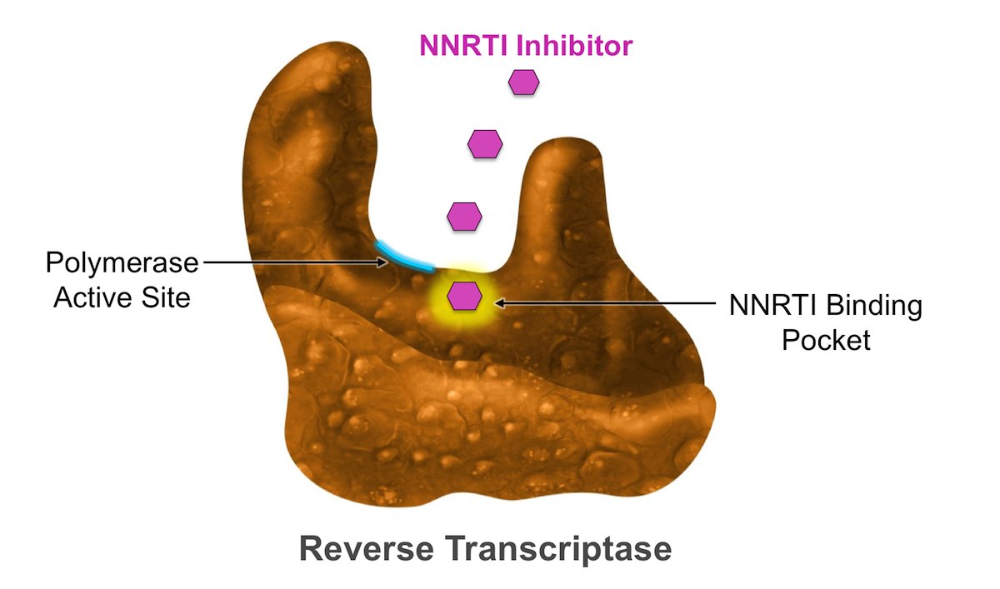 NNRTI Inhibitor
Polymerase
Active Site
NNRTI Binding
Pocket
Reverse Transcriptase